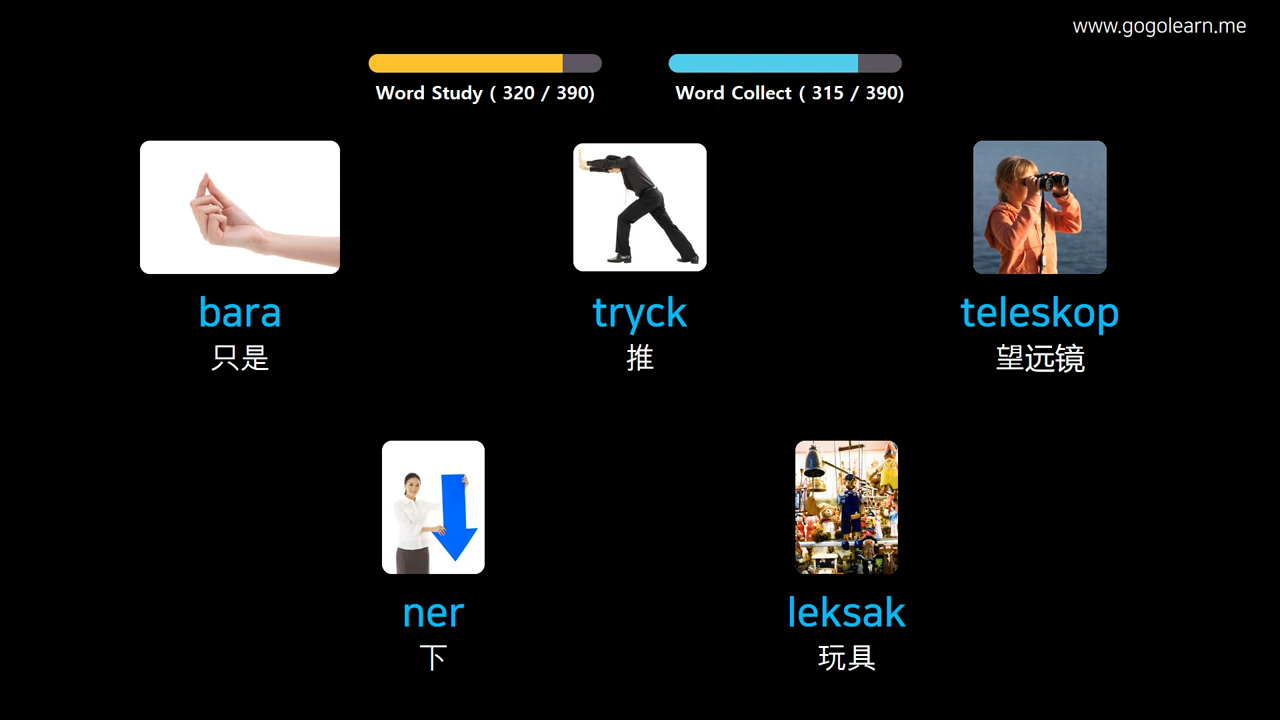 www.gogolearn.me
Word Study ( 320 / 390)
Word Collect ( 315 / 390)
bara
只是
tryck
推
teleskop
望远镜
ner
下
leksak
玩具